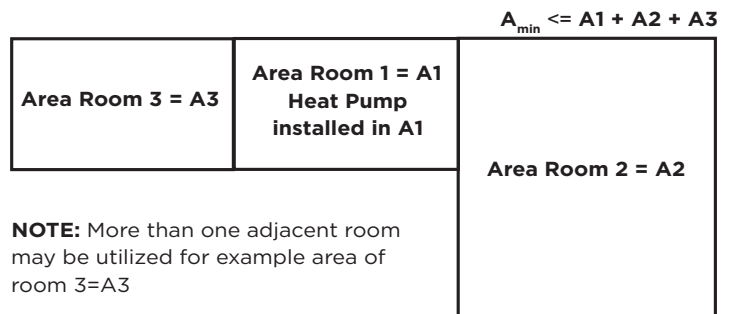 A_min <= A1 + A2 + A3
Area Room 3 = A3
Area Room 1 = A1
Heat Pump
installed in A1
Area Room 2 = A2
NOTE: More than one adjacent room
may be utilized for example area of
room 3=A3